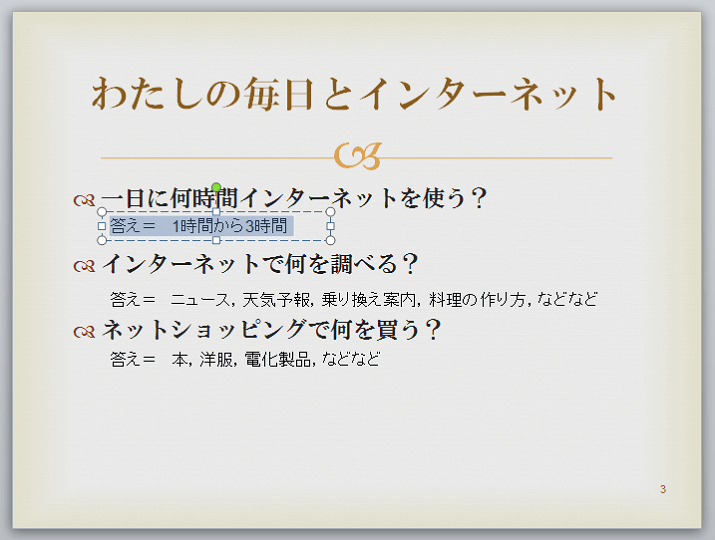 わたしの毎日とインターネット
一日に何時間インターネットを使う？
答え＝　1時間から3時間
インターネットで何を調べる？
答え＝　ニュース, 天気予報, 乗り換え案内, 料理の作り方, などなど
ネットショッピングで何を買う？
答え＝　本, 洋服, 電化製品, などなど
3